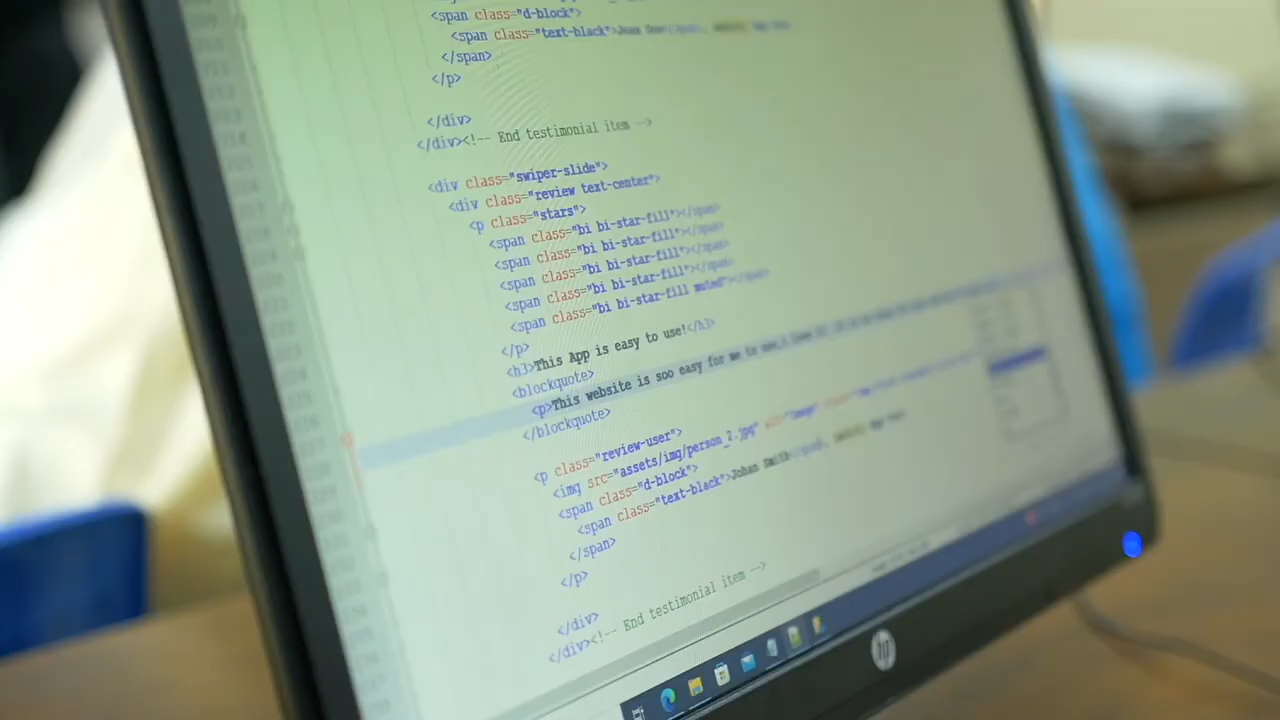 <span class="d-block">
<span class="text-black">
</span>
</p>
</div>
</div><!-- End testimonial item -->
<div class="swiper-slide">
<div class="review text-center">
<p class="stars">
<span class="bi bi-star-fill"></span>
<span class="bi bi-star-fill"></span>
<span class="bi bi-star-fill"></span>
<span class="bi bi-star-fill"></span>
<span class="bi bi-star-fill muted"></span>
</p>
<h3>This App is easy to use!</h3>
<blockquote>
<p>This website is soo easy for me to use
</blockquote>
<p class="review-user">
<img src="assets/img/person_2.jpg"
<span class="d-block">
<span class="text-black">Johan Smith
</span>
</p>
</div>
</div><!-- End testimonial item -->
hp